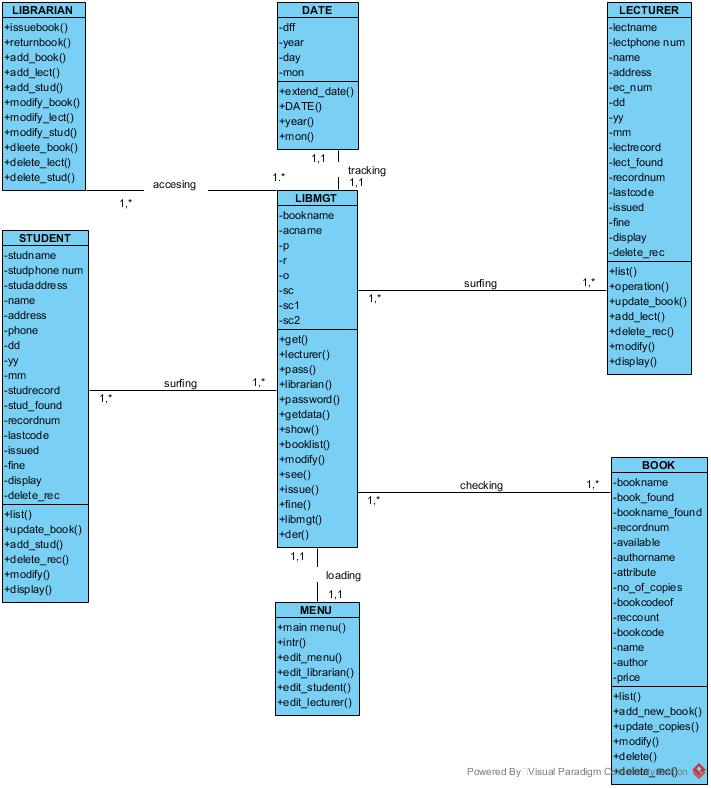 LIBRARIAN
+issuebook()
+returnbook()
+add_book()
+add_lect()
+add_stud()
+modify_book()
+modify_lect()
+modify_stud()
+dleete_book()
+delete_lect()
+delete_stud()
DATE
-dff
-year
-day
-mon
+extend_date()
+DATE()
+year()
+mon()
LECTURER
-lectname
-lectphone num
-name
-address
-ec_num
-dd
-yy
-mm
-lectrecord
-lect_found
-recordnum
-lastcode
-issued
-fine
-display
-delete_rec
+list()
+operation()
+update_book()
+add_lect()
+delete_rec()
+modify()
+display()
1,1
tracking
1,1
accesing
1.*
1,*
LIBMGT
-bookname
-acname
-p
-r
-o
-sc
-sc1
-sc2
+get()
+lecturer()
+pass()
+librarian()
+password()
+getdata()
+show()
+booklist()
+modify()
+see()
+issue()
+fine()
+libmgt()
+der()
STUDENT
-studname
-studphone num
-studaddress
-name
-address
-phone
-dd
-yy
-mm
-studrecord
-stud_found
-recordnum
-lastcode
-issued
-fine
-display
-delete_rec
+list()
+update_book()
+add_stud()
+delete_rec()
+modify()
+display()
surfing
1,*
1,*
surfing
1,*
1,*
checking
1,*
1,*
BOOK
-bookname
-book_found
-bookname_found
-recordnum
-available
-authorname
-attribute
-no_of_copies
-bookcodeof
-reccount
-bookcode
-name
-author
-price
+list()
+add_new_book()
+update_copies()
+modify()
+delete()
+delete_rec()
1,1
loading
1,1
MENU
+main menu()
+intr()
+edit_menu()
+edit_librarian()
+edit_student()
+edit_lecturer()
Powered By Visual Paradigm Community Edition